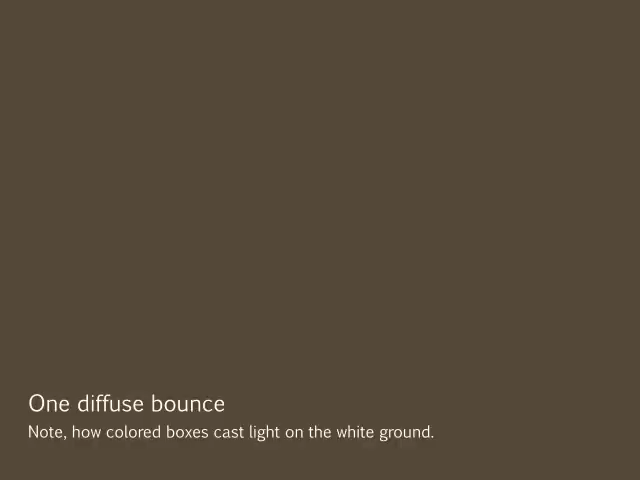 One diffuse bounce
Note, how colored boxes cast light on the white ground.